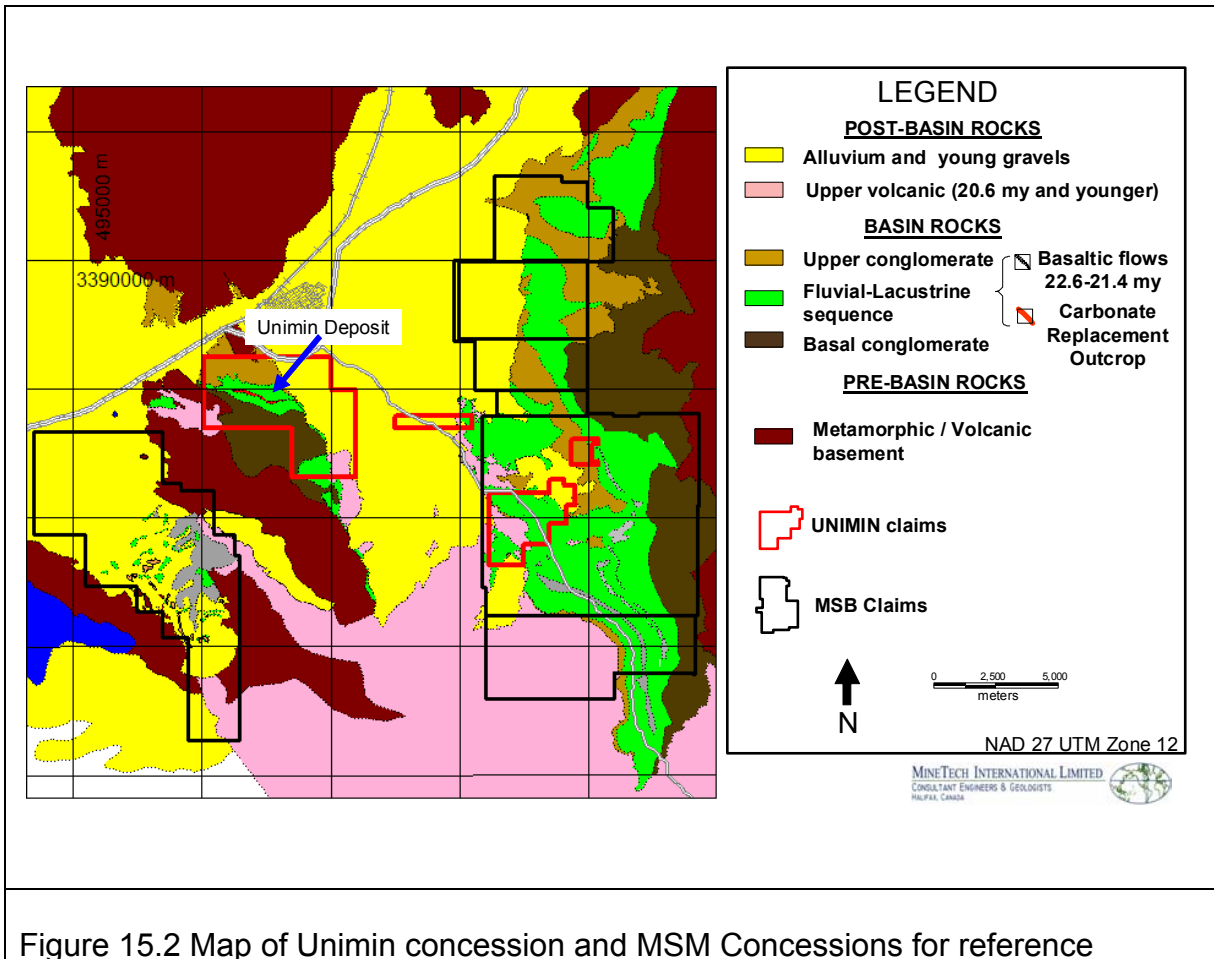 495000 m
3390000 m
Unimin Deposit
LEGEND
POST-BASIN ROCKS
Alluvium and young gravels
Upper volcanic (20.6 my and younger)
BASIN ROCKS
Upper conglomerate
Fluvial-Lacustrine
sequence
Basal conglomerate
Basaltic flows
22.6-21.4 my
Carbonate
Replacement
Outcrop
PRE-BASIN ROCKS
Metamorphic / Volcanic
basement
UNIMIN claims
MSB Claims
N
0 2,500 5,000
meters
NAD 27 UTM Zone 12
MINETECH INTERNATIONAL LIMITED
CONSULTANT ENGINEERS & GEOLOGISTS
HALIFAX, CANADA
Figure 15.2 Map of Unimin concession and MSM Concessions for reference